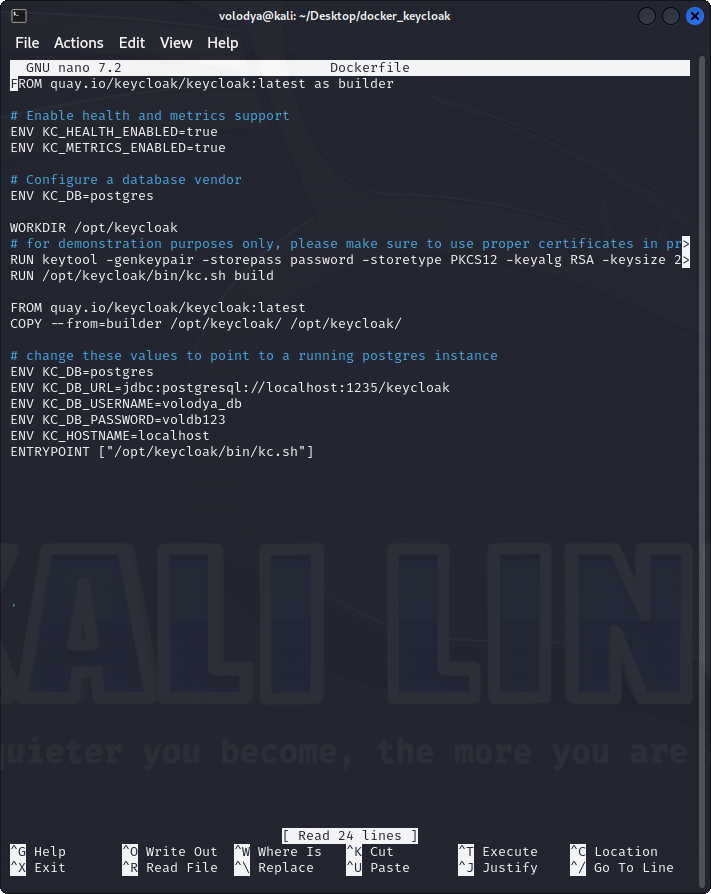 volodya@kali: ~/Desktop/docker_keycloak
File Actions Edit View Help
GNU nano 7.2 Dockerfile
FROM quay.io/keycloak/keycloak:latest as builder
# Enable health and metrics support
ENV KC_HEALTH_ENABLED=true
ENV KC_METRICS_ENABLED=true
# Configure a database vendor
ENV KC_DB=postgres
WORKDIR /opt/keycloak
# for demonstration purposes only, please make sure to use proper certificates in pr>
RUN keytool -genkeypair -storepass password -storetype PKCS12 -keyalg RSA -keysize 2>
RUN /opt/keycloak/bin/kc.sh build
FROM quay.io/keycloak/keycloak:latest
COPY --from=builder /opt/keycloak/ /opt/keycloak/
# change these values to point to a running postgres instance
ENV KC_DB=postgres
ENV KC_DB_URL=jdbc:postgresql://localhost:1235/keycloak
ENV KC_DB_USERNAME=volodya_db
ENV KC_DB_PASSWORD=voldb123
ENV KC_HOSTNAME=localhost
ENTRYPOINT ["/opt/keycloak/bin/kc.sh"]
KALI LIN
quieter you become, the more you are
[ Read 24 lines ]
^G Help ^O Write Out ^W Where Is ^K Cut ^T Execute ^C Location
^X Exit ^R Read File ^\ Replace ^U Paste ^J Justify ^/ Go To Line